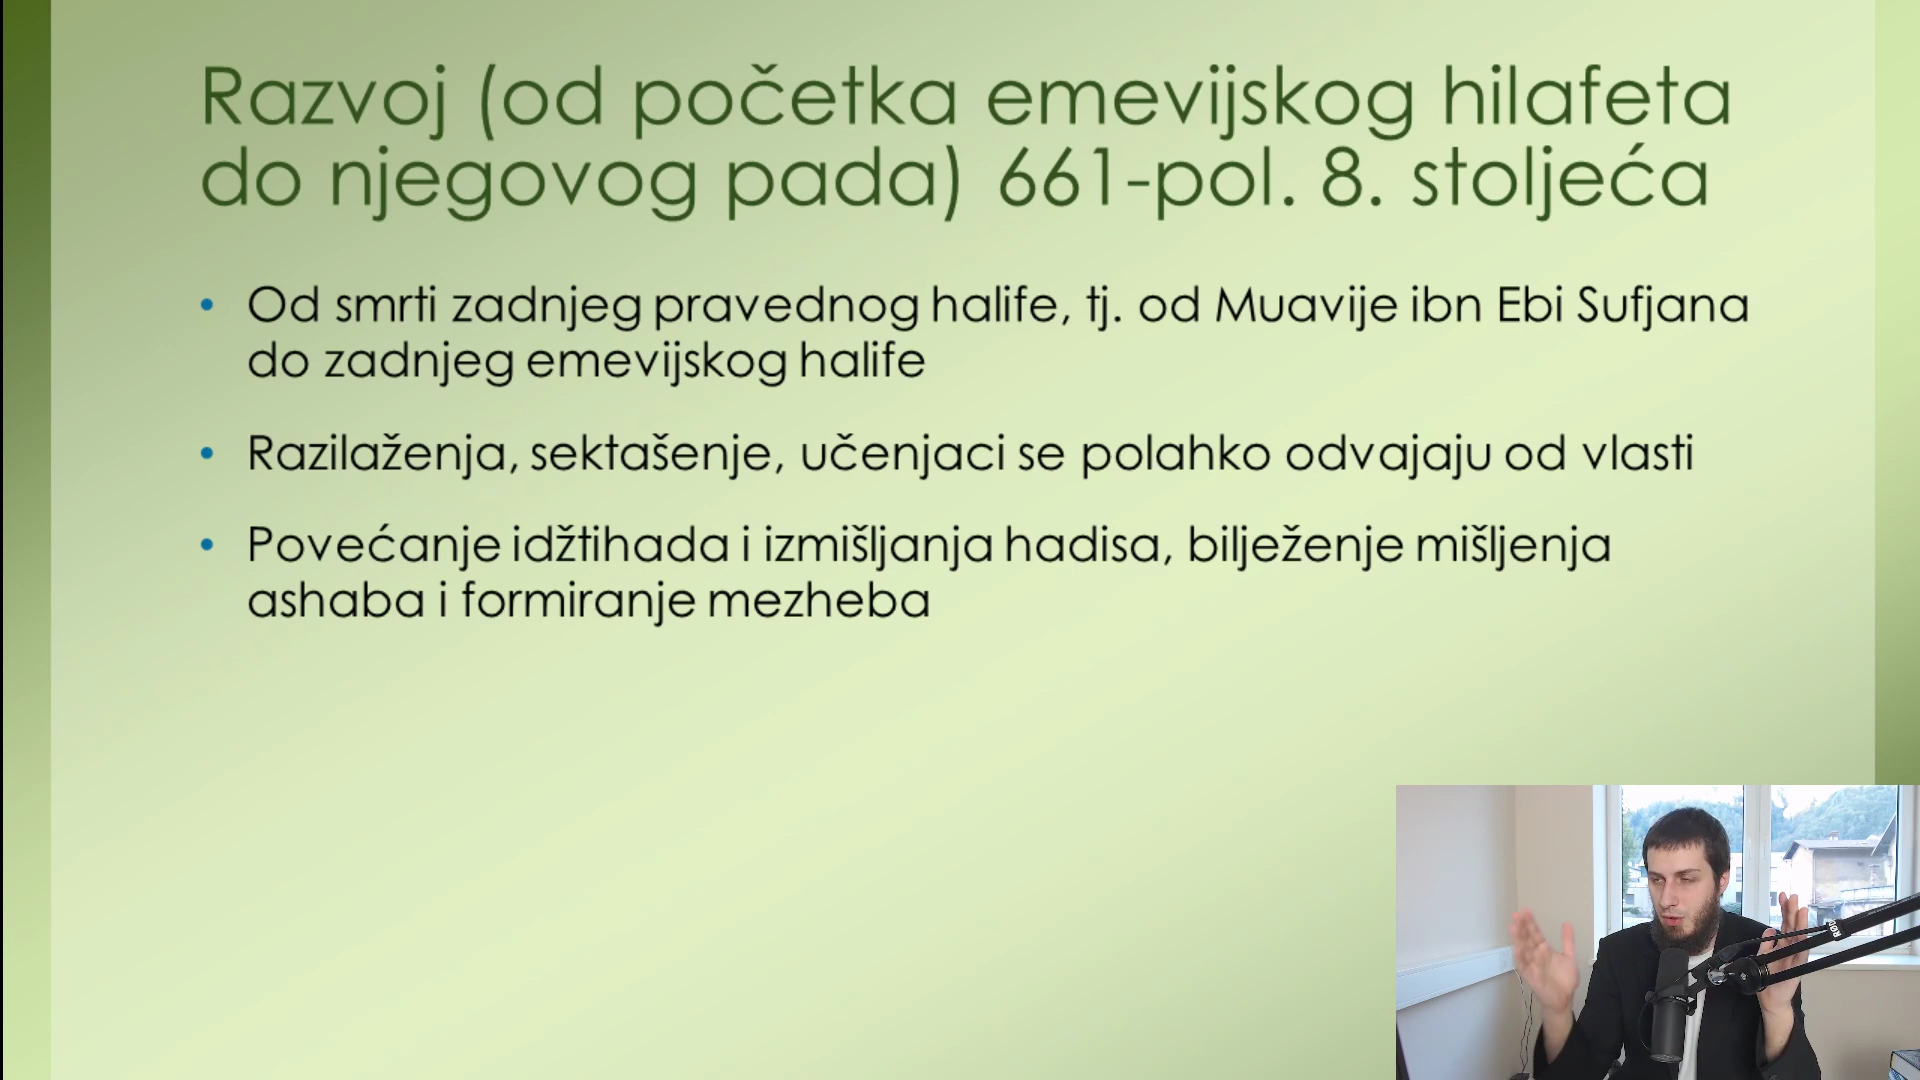 Razvoj (od početka emevijskog hilafeta
do njegovog pada) 661-pol. 8. stoljeća
• Od smrti zadnjeg pravednog halife, tj. od Muavije ibn Ebi Sufjana
do zadnjeg emevijskog halife
• Razilaženja, sektašenje, učenjaci se polahko odvajaju od vlasti
• Povećanje idžtihada i izmišljanja hadisa, bilježenje mišljenja
ashaba i formiranje mezheba